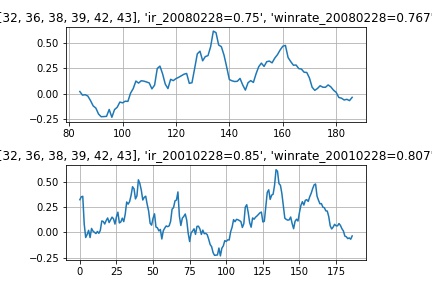 [32, 36, 38, 39, 42, 43], 'ir_20080228=0.75', 'winrate_20080228=0.767'
0.50
0.25
0.00
−0.25
80 100 120 140 160 180
[32, 36, 38, 39, 42, 43], 'ir_20010228=0.85', 'winrate_20010228=0.807'
0.50
0.25
0.00
−0.25
0 25 50 75 100 125 150 175